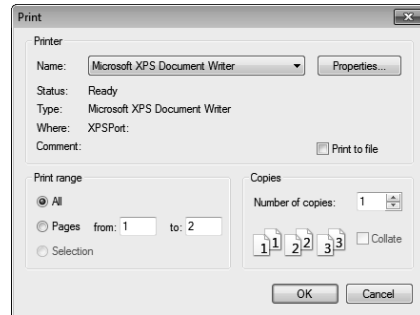 Print
Printer
Name: Microsoft XPS Document Writer Properties...
Status: Ready
Type: Microsoft XPS Document Writer
Where: XPSPort:
Comment: Print to file
Print range
All
Pages from: 1 to: 2
Selection
Copies
Number of copies: 1
1 1 2 2 3 3 Collate
OK Cancel